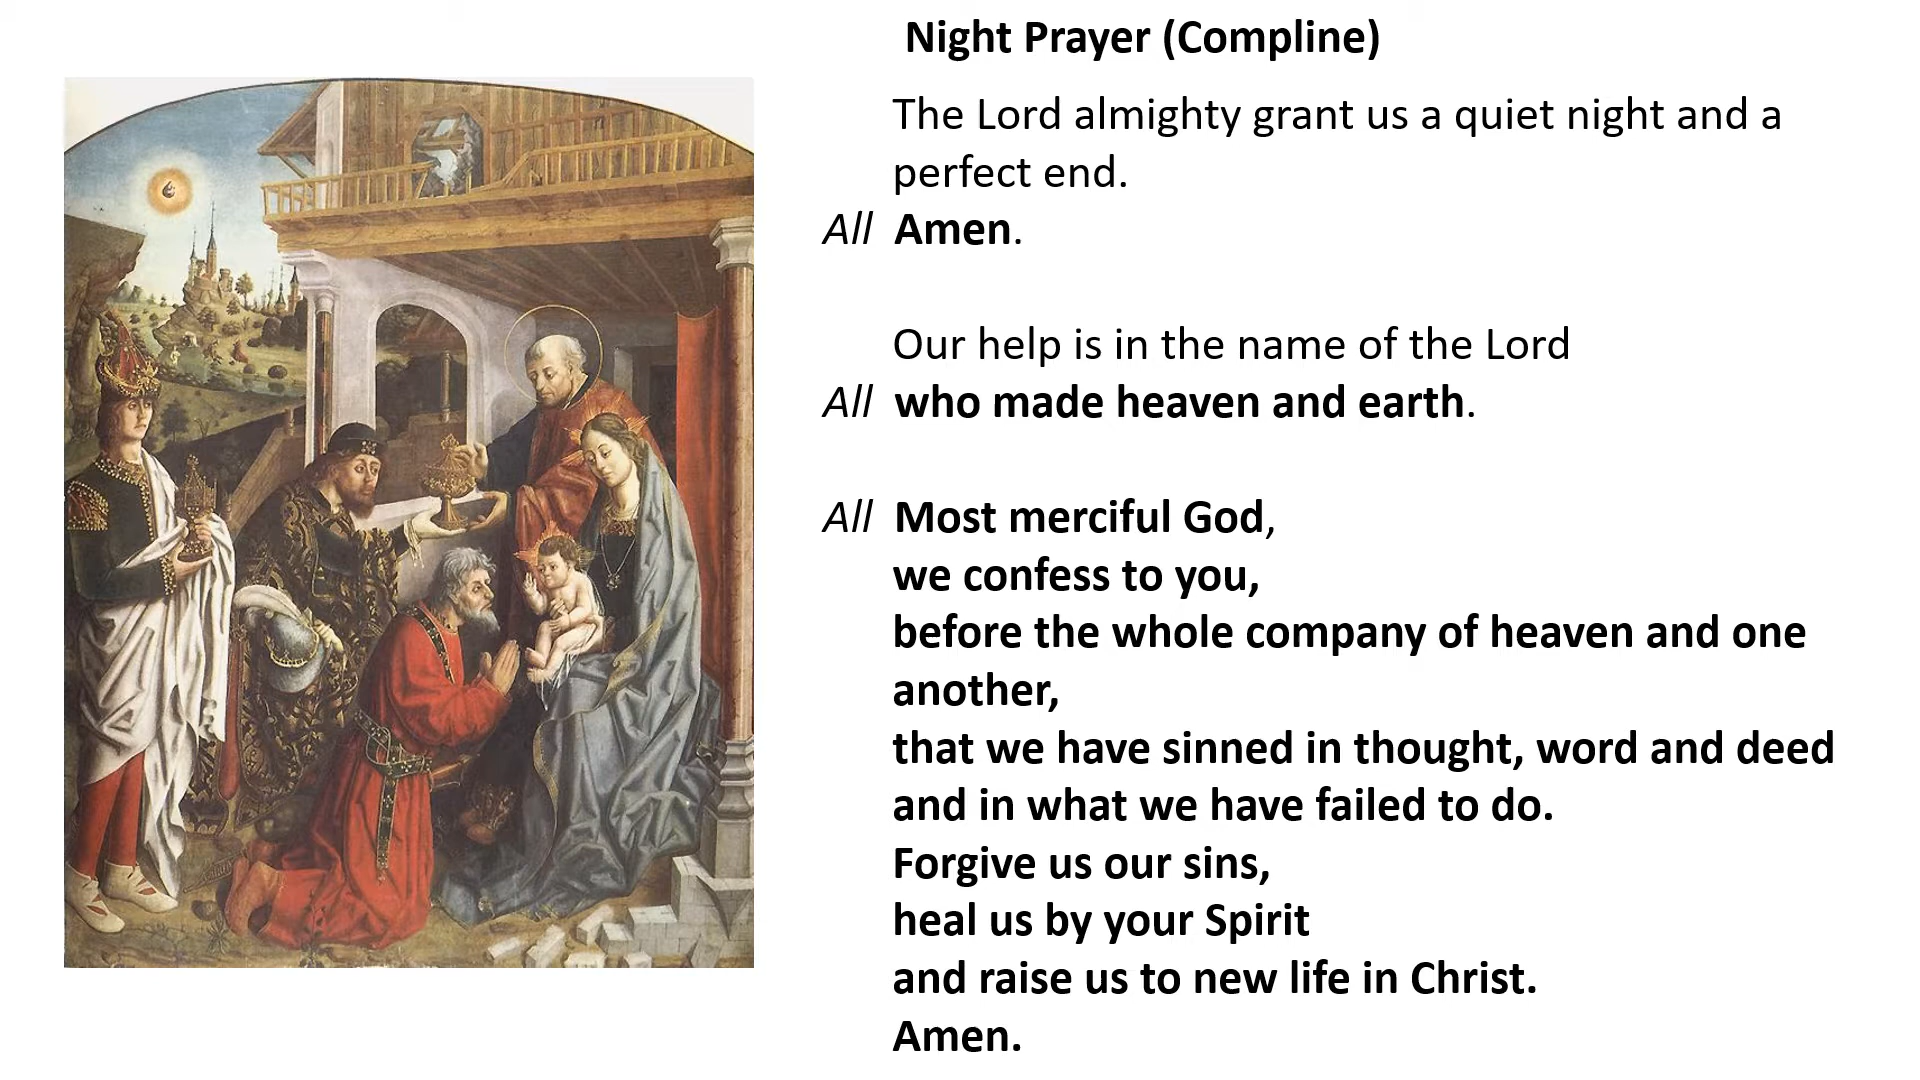 Night Prayer (Compline)
The Lord almighty grant us a quiet night and a
perfect end.
All Amen.
Our help is in the name of the Lord
All who made heaven and earth.
All Most merciful God,
we confess to you,
before the whole company of heaven and one
another,
that we have sinned in thought, word and deed
and in what we have failed to do.
Forgive us our sins,
heal us by your Spirit
and raise us to new life in Christ.
Amen.